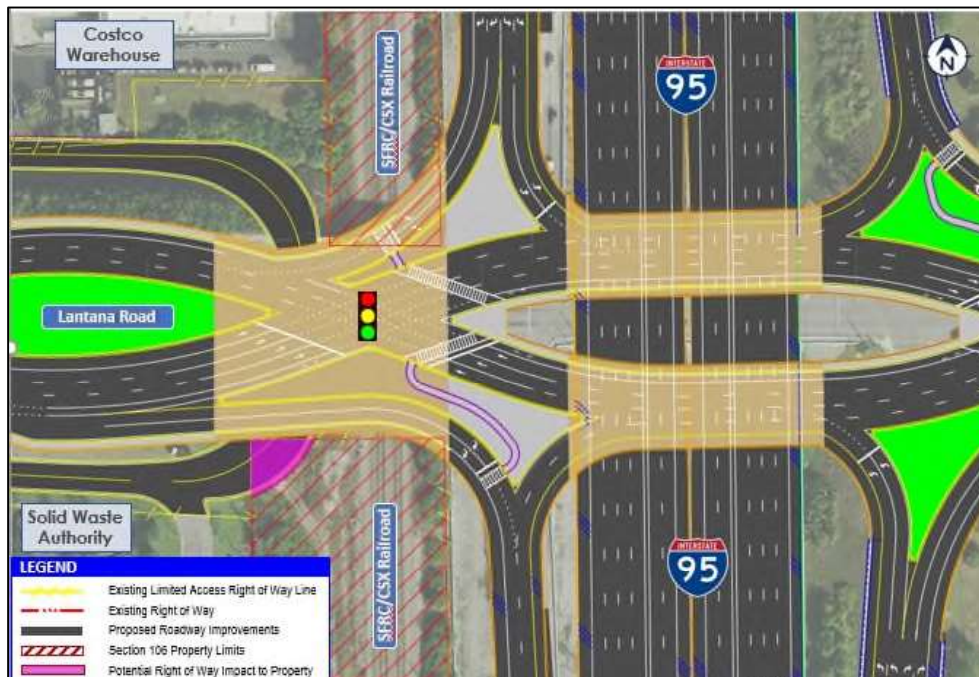 Costco
Warehouse
SFRC/CSX Railroad
INTERSTATE
95
N
Lantana Road
Solid Waste
Authority
SFRC/CSX Railroad
INTERSTATE
95
LEGEND
Existing Limited Access Right of Way Line
Existing Right of Way
Proposed Roadway Improvements
Section 106 Property Limits
Potential Right of Way Impact to Property